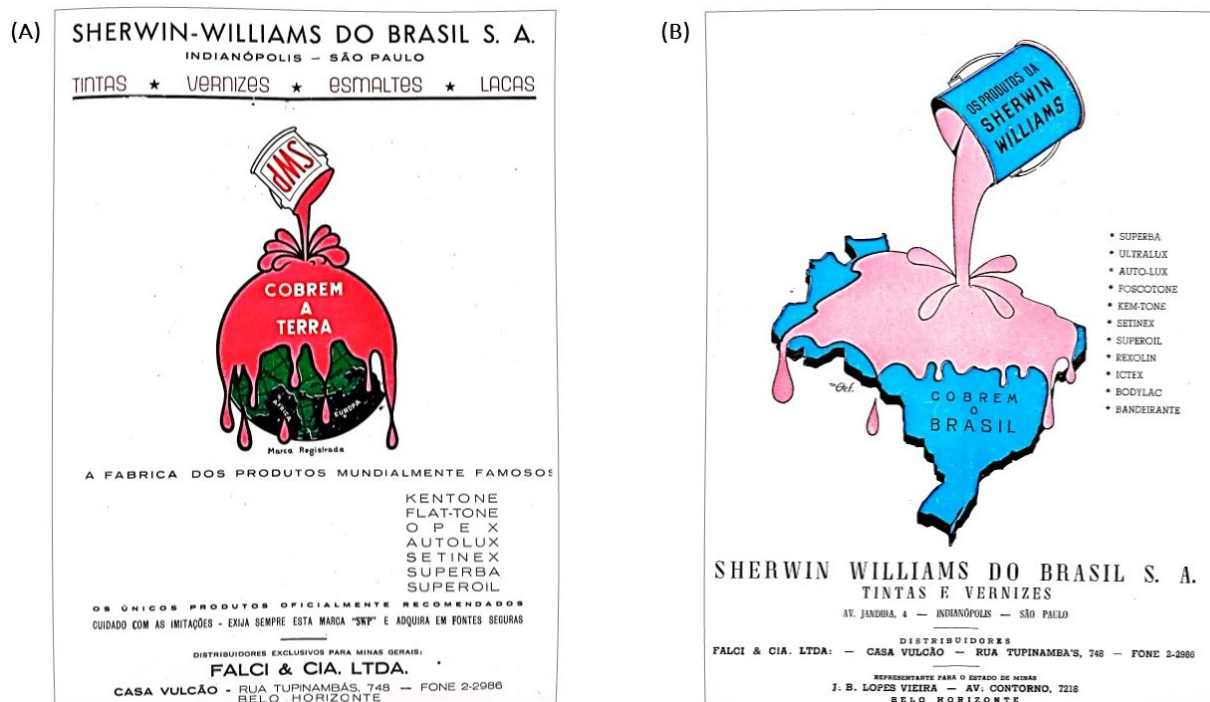 (A)
SHERWIN-WILLIAMS DO BRASIL S. A.
INDIANÓPOLIS — SÃO PAULO
TINTAS ★ VERNIZES ★ ESMALTES ★ LACAS
SWP
COBREM
A
TERRA
AFRICA
EUROPA
Marca Registrada
A FABRICA DOS PRODUTOS MUNDIALMENTE FAMOSOS
KENTONE
FLAT-TONE
OPEX
AUTOLUX
SETINEX
SUPERBA
SUPEROIL
OS ÚNICOS PRODUTOS OFICIALMENTE RECOMENDADOS
CUIDADO COM AS IMITAÇÕES - EXIJA SEMPRE ESTA MARCA "SWP" E ADQUIRA EM FONTES SEGURAS
DISTRIBUIDORES EXCLUSIVOS PARA MINAS GERAIS:
FALCI & CIA. LTDA.
CASA VULCÃO - RUA TUPINAMBÁS, 748 — FONE 2-2986
BELO HORIZONTE
(B)
OS PRODUTOS DA
SHERWIN
WILLIAMS
* SUPERBA
* ULTRALUX
* AUTO-LUX
* FOSCOTONE
* KEM-TONE
* SETINEX
* SUPEROIL
* REXOLIN
* ICTEX
* BODYLAC
* BANDEIRANTE
COBREM
O
BRASIL
SHERWIN WILLIAMS DO BRASIL S. A.
TINTAS E VERNIZES
AV. JANDIRA, 4 — INDIANÓPOLIS — SÃO PAULO
DISTRIBUIDORES
FALCI & CIA. LTDA: — CASA VULCÃO — RUA TUPINAMBA'S, 748 — FONE 2-2986
REPRESENTANTE PARA O ESTADO DE MINAS
J. B. LOPES VIEIRA — AV: CONTORNO, 7218
BELO HORIZONTE